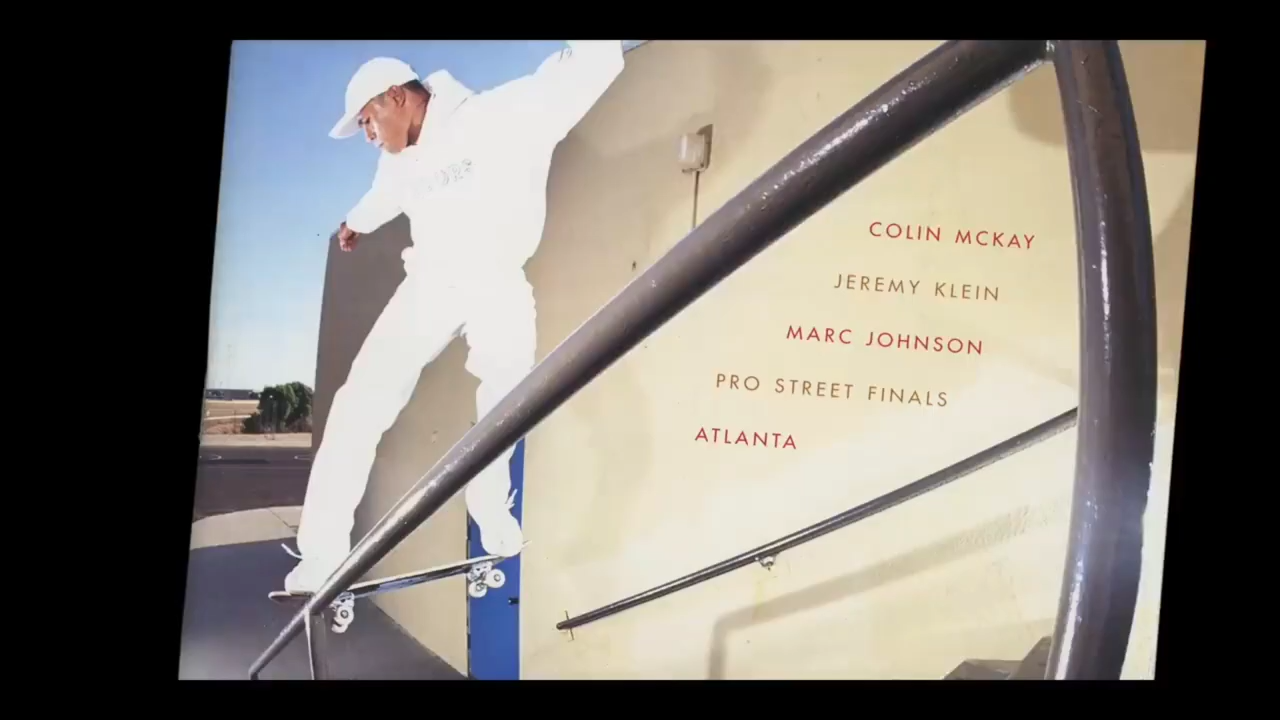 COLIN MCKAY
JEREMY KLEIN
MARC JOHNSON
PRO STREET FINALS
ATLANTA